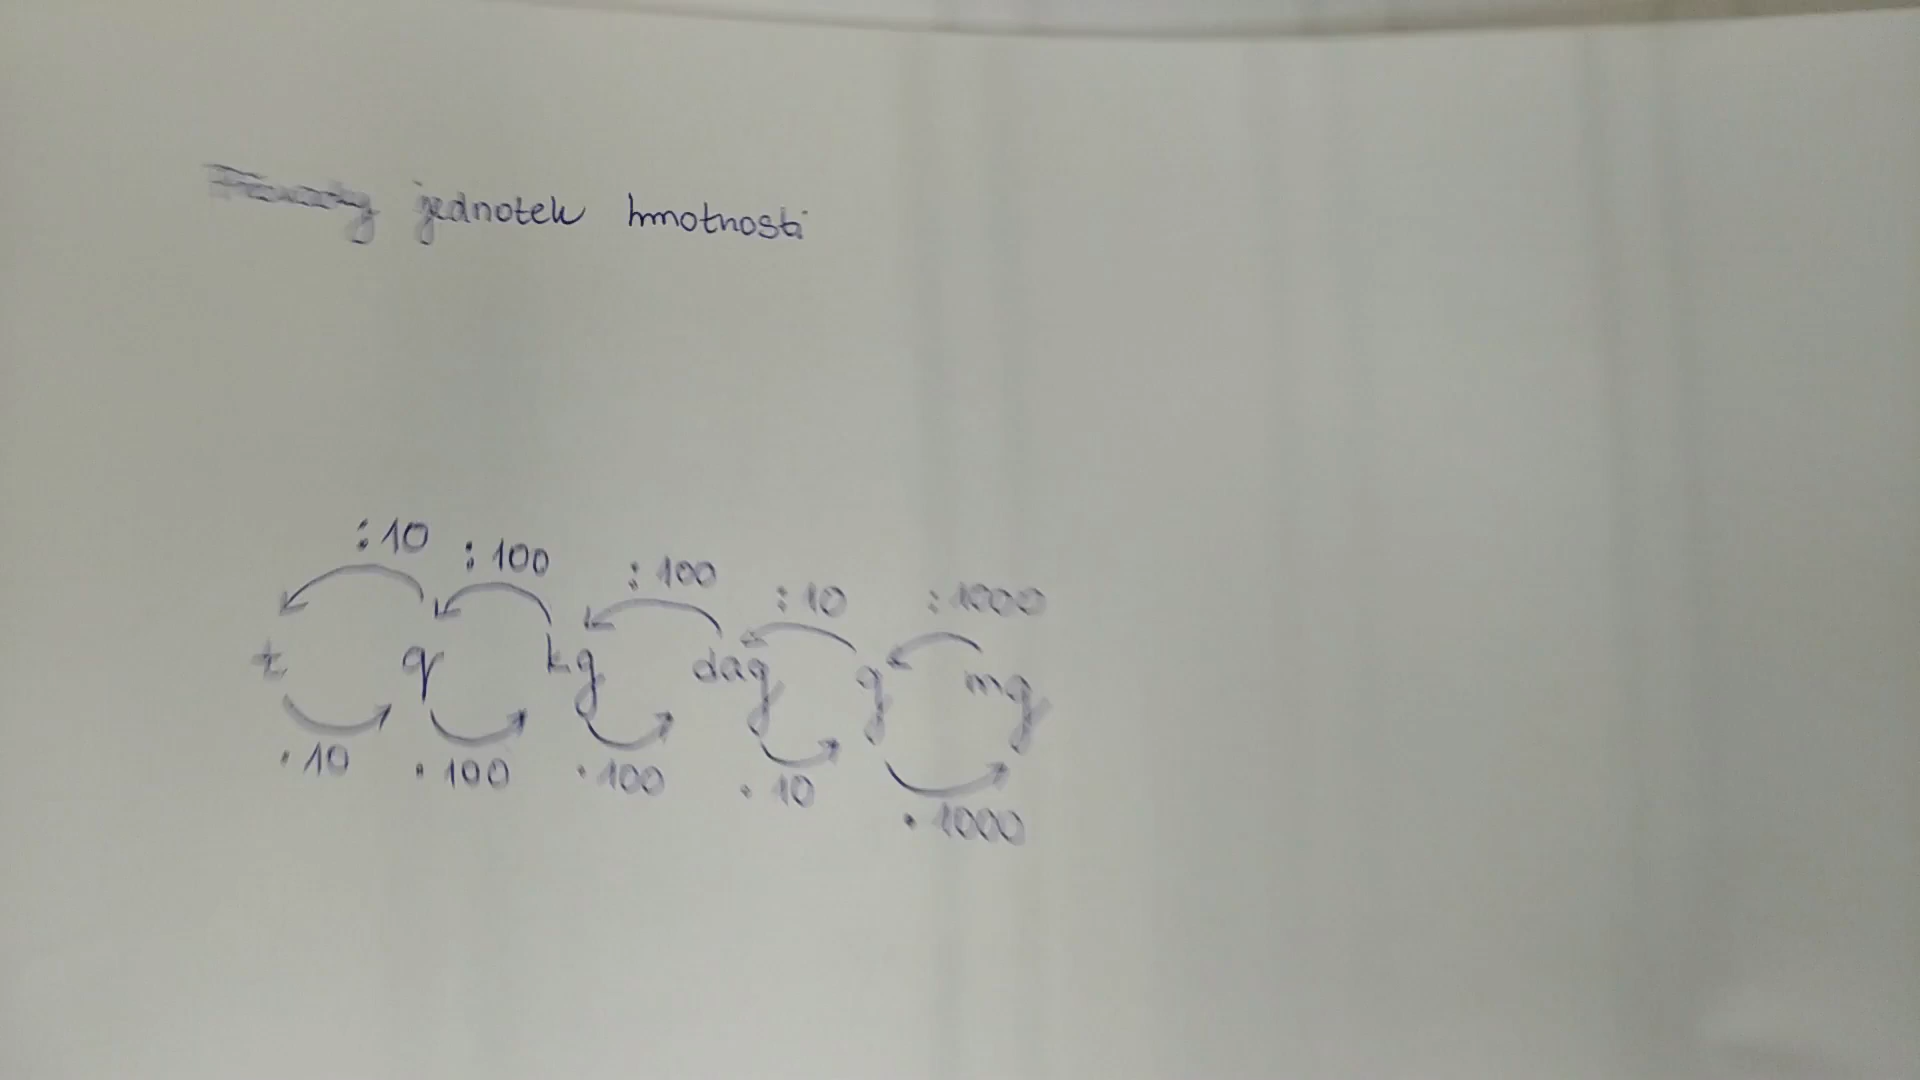 jednotek hmotnosti
:10 :100 :100 :10 :1000
t q kg dag g mg
·10 ·100 ·100 ·10 ·1000